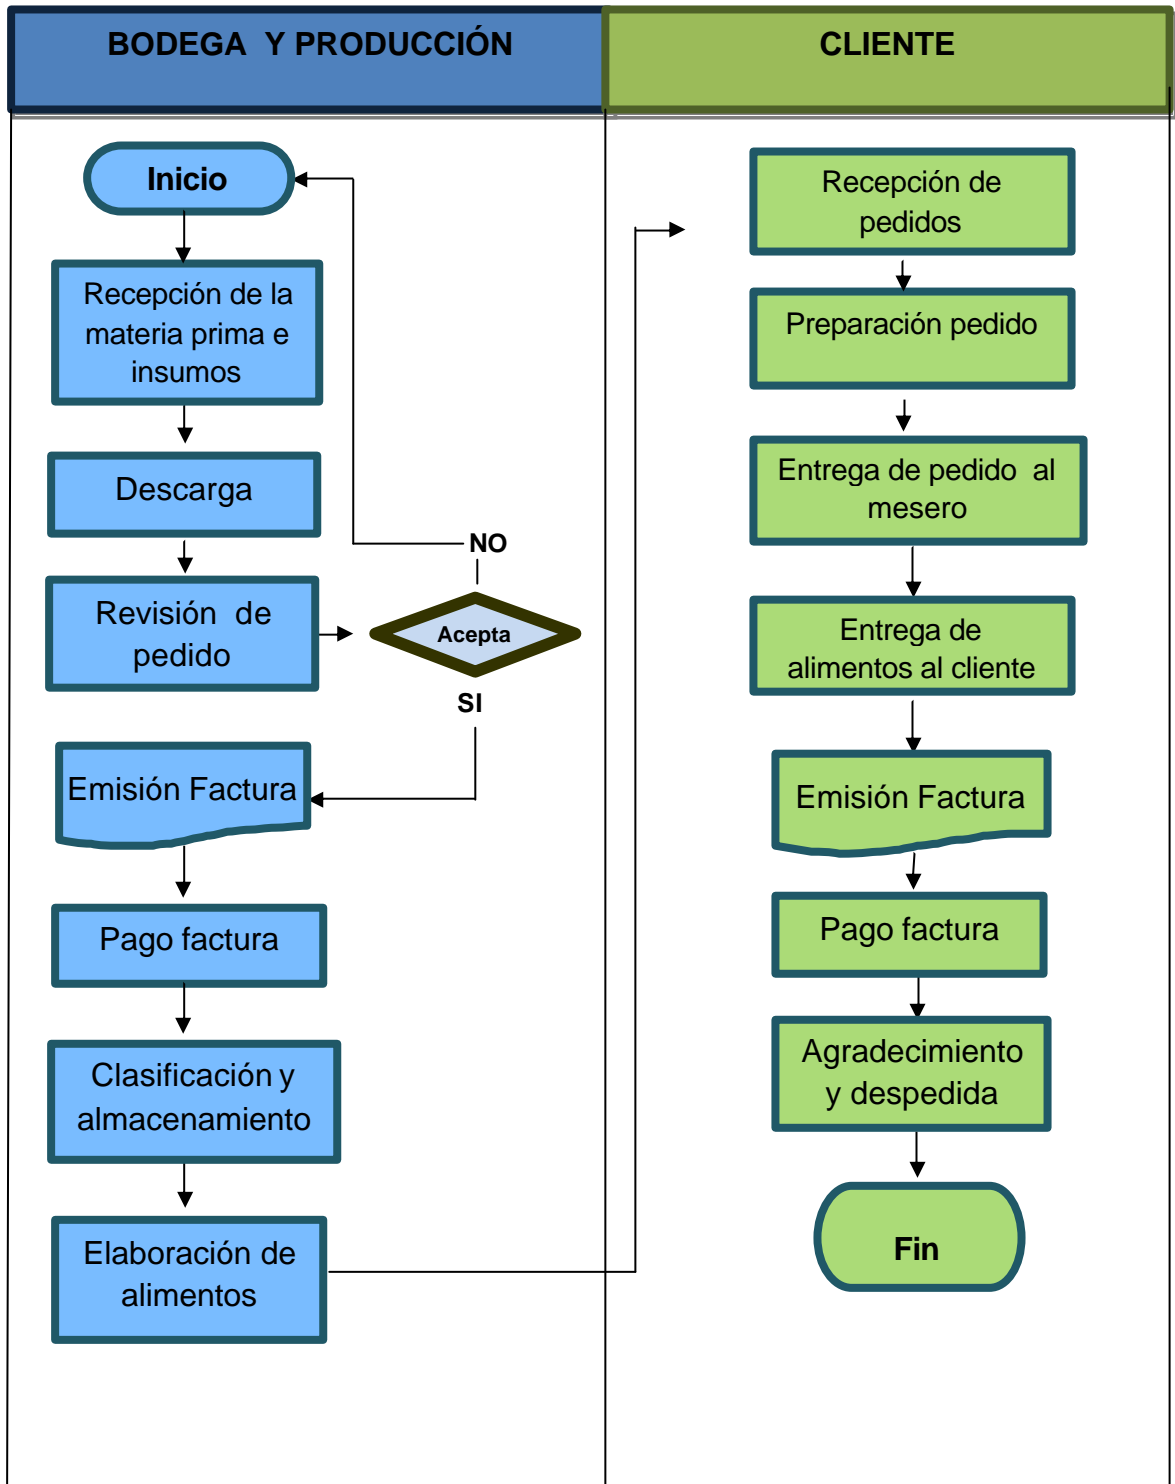 BODEGA Y PRODUCCIÓN
CLIENTE
Inicio
Recepción de la
materia prima e
insumos
Descarga
Revisión de
pedido
NO
Acepta
SI
Emisión Factura
Pago factura
Clasificación y
almacenamiento
Elaboración de
alimentos
Recepción de
pedidos
Preparación pedido
Entrega de pedido al
mesero
Entrega de
alimentos al cliente
Emisión Factura
Pago factura
Agradecimiento
y despedida
Fin